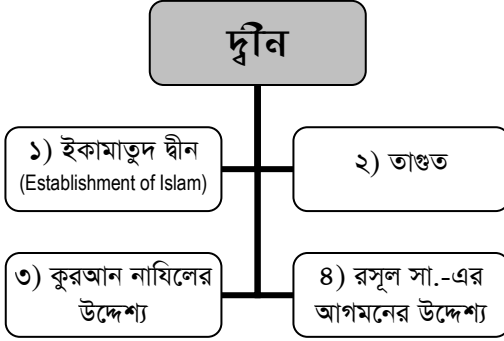 দ্বীন
১) ইকামাতুদ দ্বীন
(Establishment of Islam)
২) তাগুত
৩) কুরআন নাযিলের
উদ্দেশ্য
৪) রসূল সা.-এর
আগমনের উদ্দেশ্য